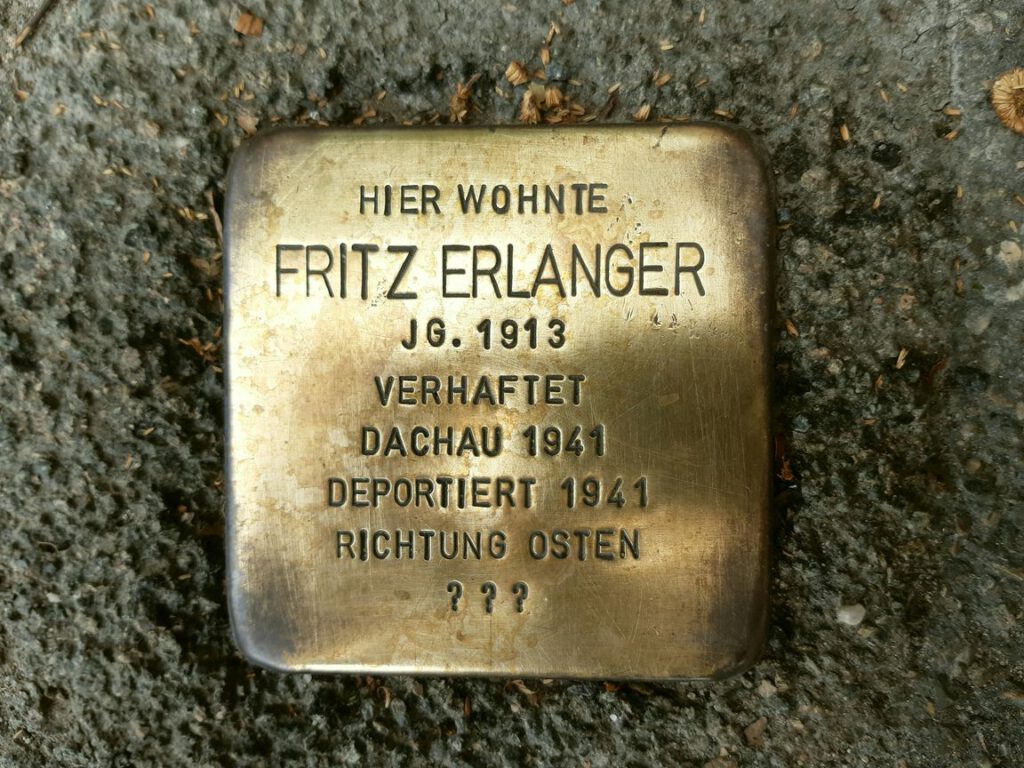 HIER WOHNTE
FRITZ ERLANGER
JG. 1913
VERHAFTET
DACHAU 1941
DEPORTIERT 1941
RICHTUNG OSTEN
? ? ?